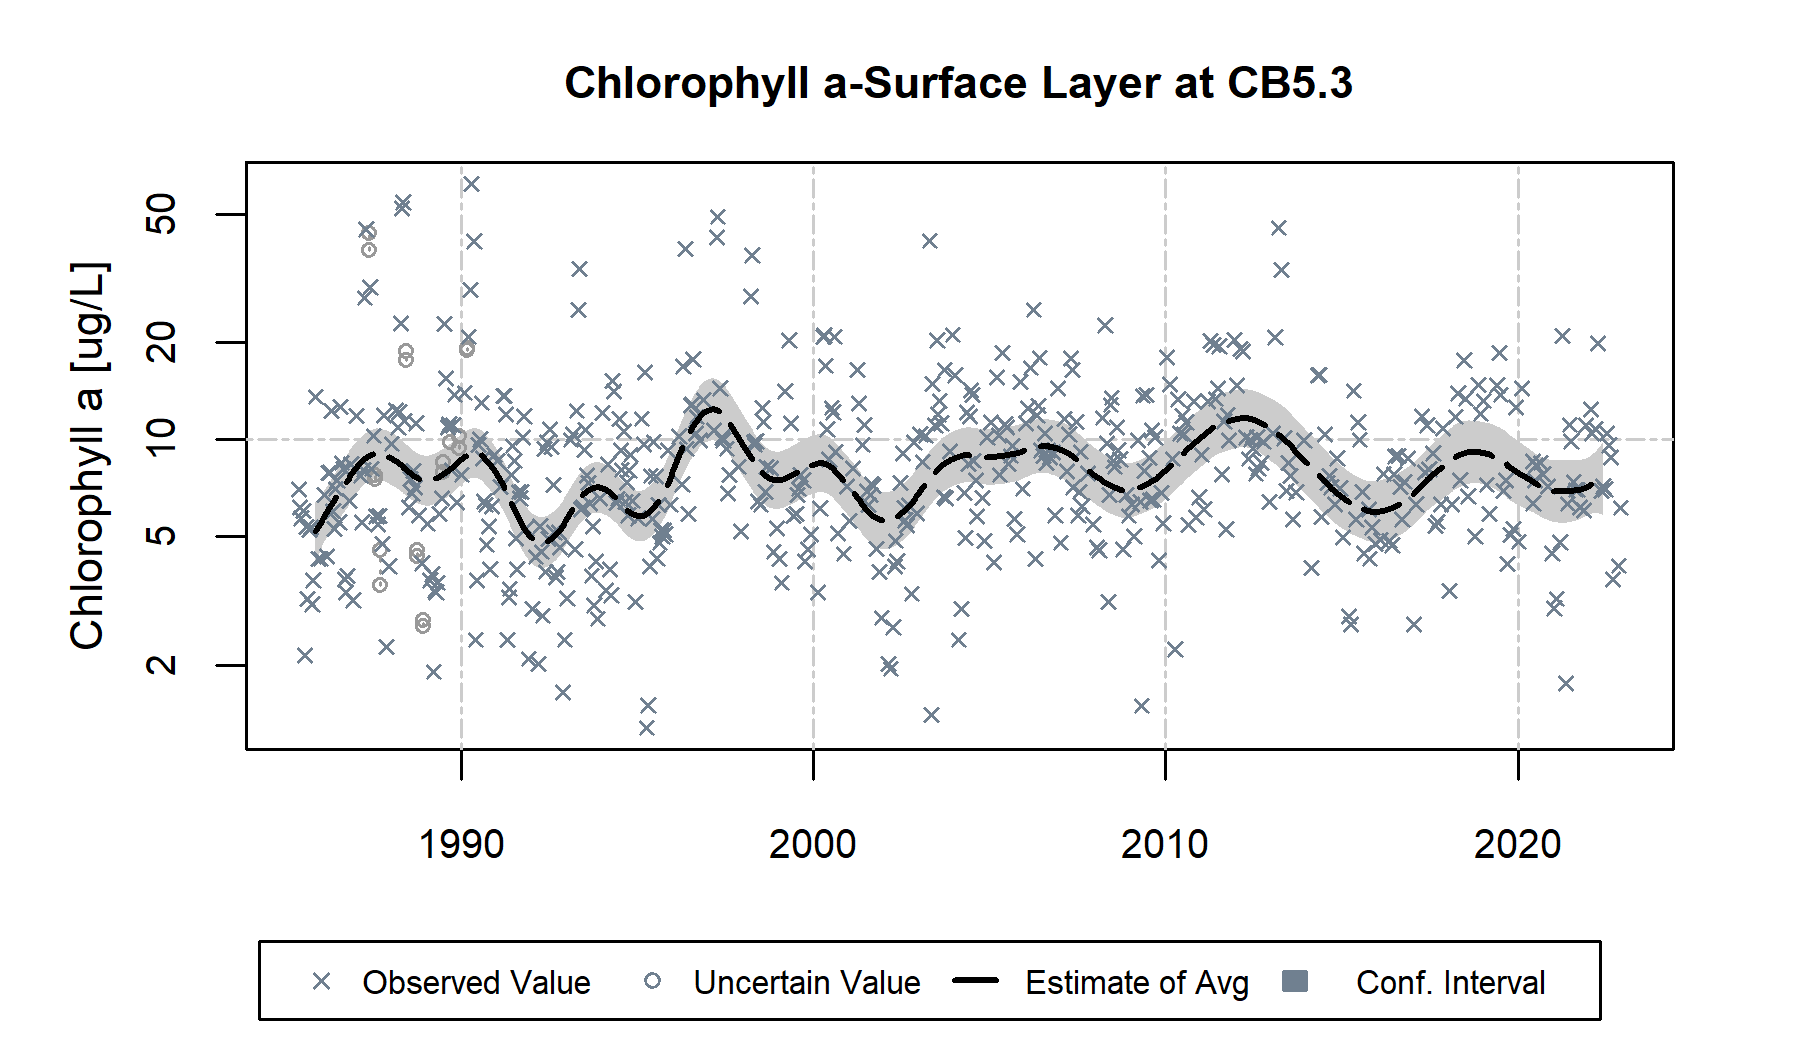 Chlorophyll a-Surface Layer at CB5.3
Chlorophyll a [ug/L]
50
20
10
5
2
1990 2000 2010 2020
Observed Value Uncertain Value Estimate of Avg Conf. Interval